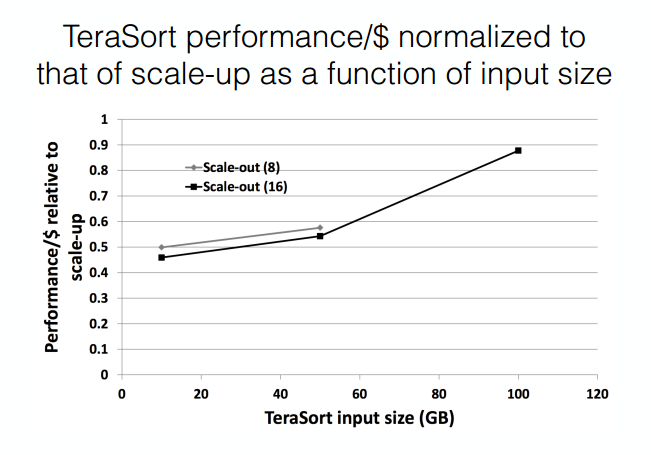 TeraSort performance/$ normalized to
that of scale-up as a function of input size
Performance/$ relative to
scale-up
1
0.9
0.8
0.7
0.6
0.5
0.4
0.3
0.2
0.1
0
Scale-out (8)
Scale-out (16)
0 20 40 60 80 100 120
TeraSort input size (GB)